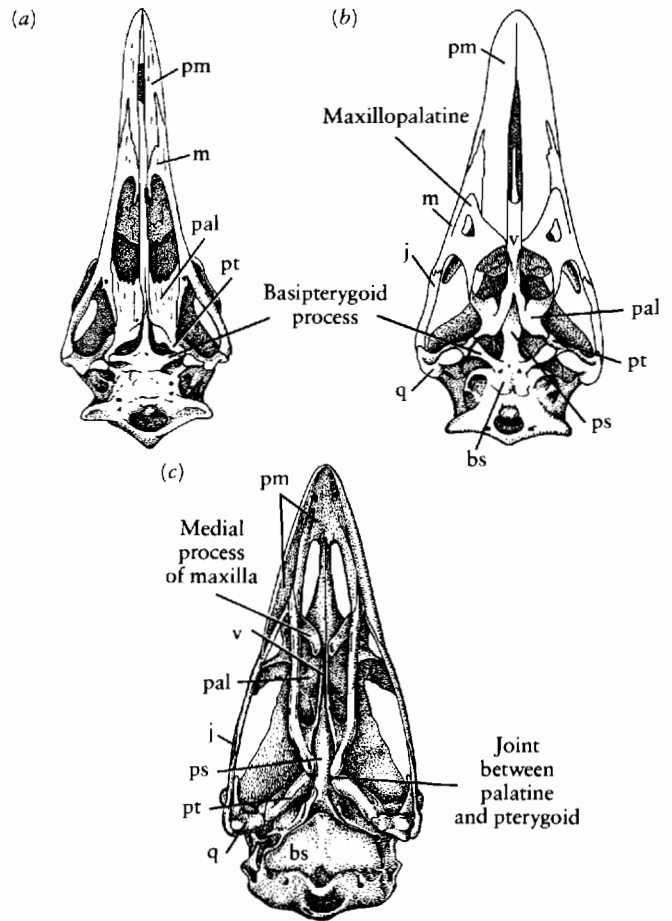 (a)
pm
m
pal
pt
Basipterygoid
process
(b)
pm
Maxillopalatine
m
v
j
pal
pt
q
ps
bs
(c)
pm
Medial
process
of maxilla
v
pal
j
ps
pt
q
bs
Joint
between
palatine
and pterygoid